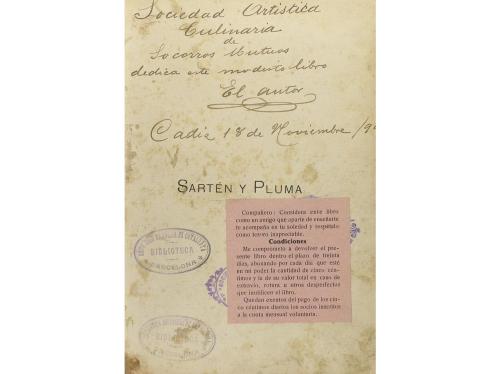 Sociedad Artistica
Culinaria
de
Socorros Mutuos
dedica este modesto libro
El autor
Cadiz 18 de Noviembre
SARTÉN Y PLUMA
Compañero: Considera este libro
como un amigo que aparte de enseñarte
te acompaña en tu soledad y respétalo
como tesoro inapreciable.
Condiciones
Me comprometo á devolver el pre-
sente libro dentro el plazo de treinta
días, abonando por cada día que esté
en mi poder la cantidad de cinco cén-
timos y la de su valor total en caso de
extravío, rotura u otros desperfectos
que inutilicen el libro.
Quedan exentos del pago de los cin-
co céntimos diarios los socios inscritos
a la cuota mensual voluntaria.
BIBLIOTECA
BARCELONA
BIBLIOTECA